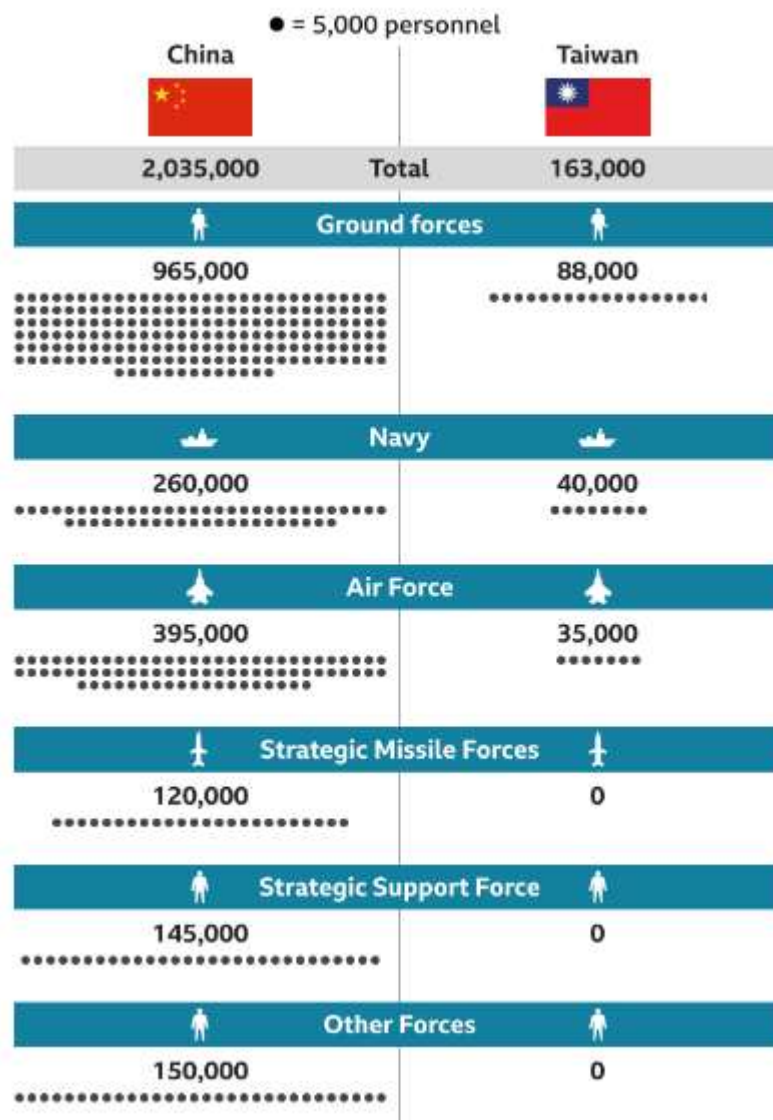 ● = 5,000 personnel
China Taiwan
2,035,000 Total 163,000
Ground forces
965,000 88,000
Navy
260,000 40,000
Air Force
395,000 35,000
Strategic Missile Forces
120,000 0
Strategic Support Force
145,000 0
Other Forces
150,000 0